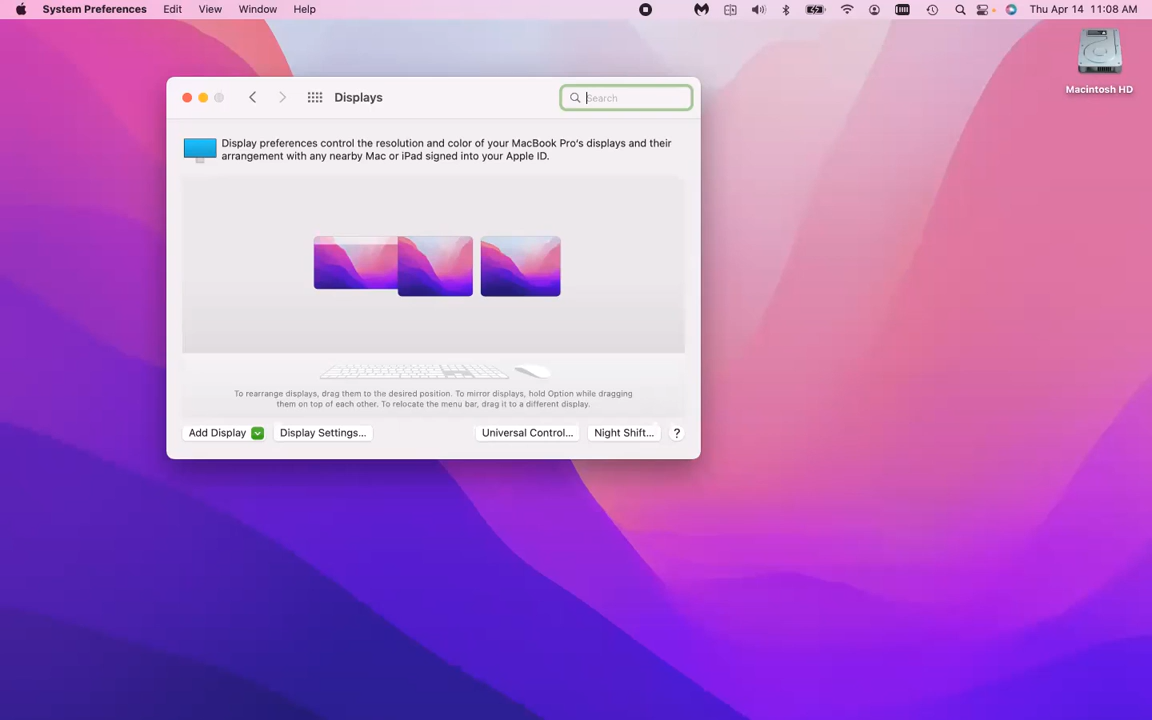 System Preferences Edit View Window Help Thu Apr 14 11:08 AM
Macintosh HD
Displays Search
Display preferences control the resolution and color of your MacBook Pro's displays and their
arrangement with any nearby Mac or iPad signed into your Apple ID.
To rearrange displays, drag them to the desired position. To mirror displays, hold Option while dragging
them on top of each other. To relocate the menu bar, drag it to a different display.
Add Display Display Settings... Universal Control... Night Shift... ?